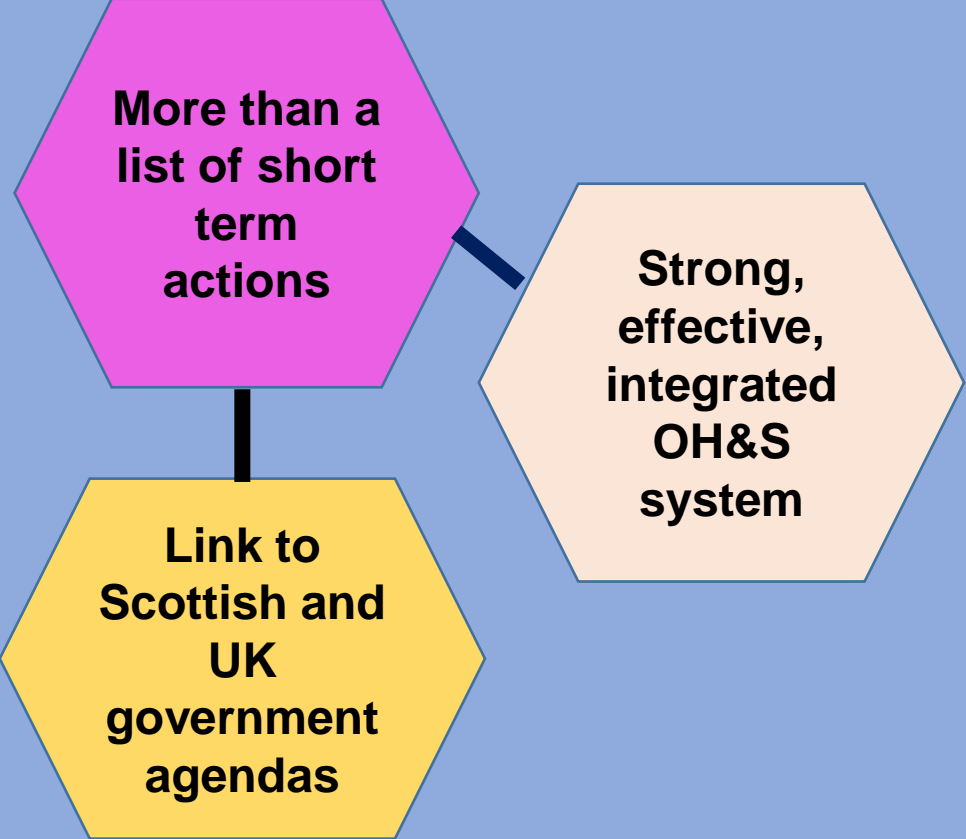 More than a
list of short
term
actions
Strong,
effective,
integrated
OH&S
system
Link to
Scottish and
UK
government
agendas